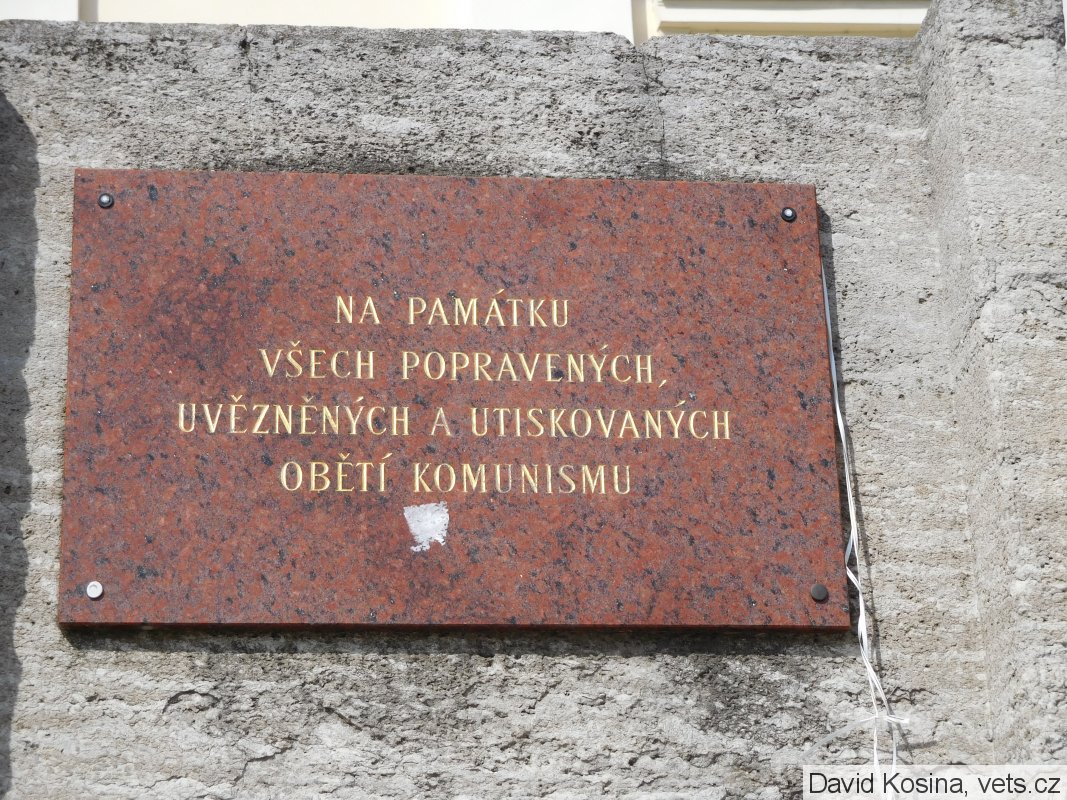 NA PAMÁTKU
VŠECH POPRAVENÝCH,
UVĚZNĚNÝCH A UTISKOVANÝCH
OBĚTÍ KOMUNISMU
David Kosina, vets.cz